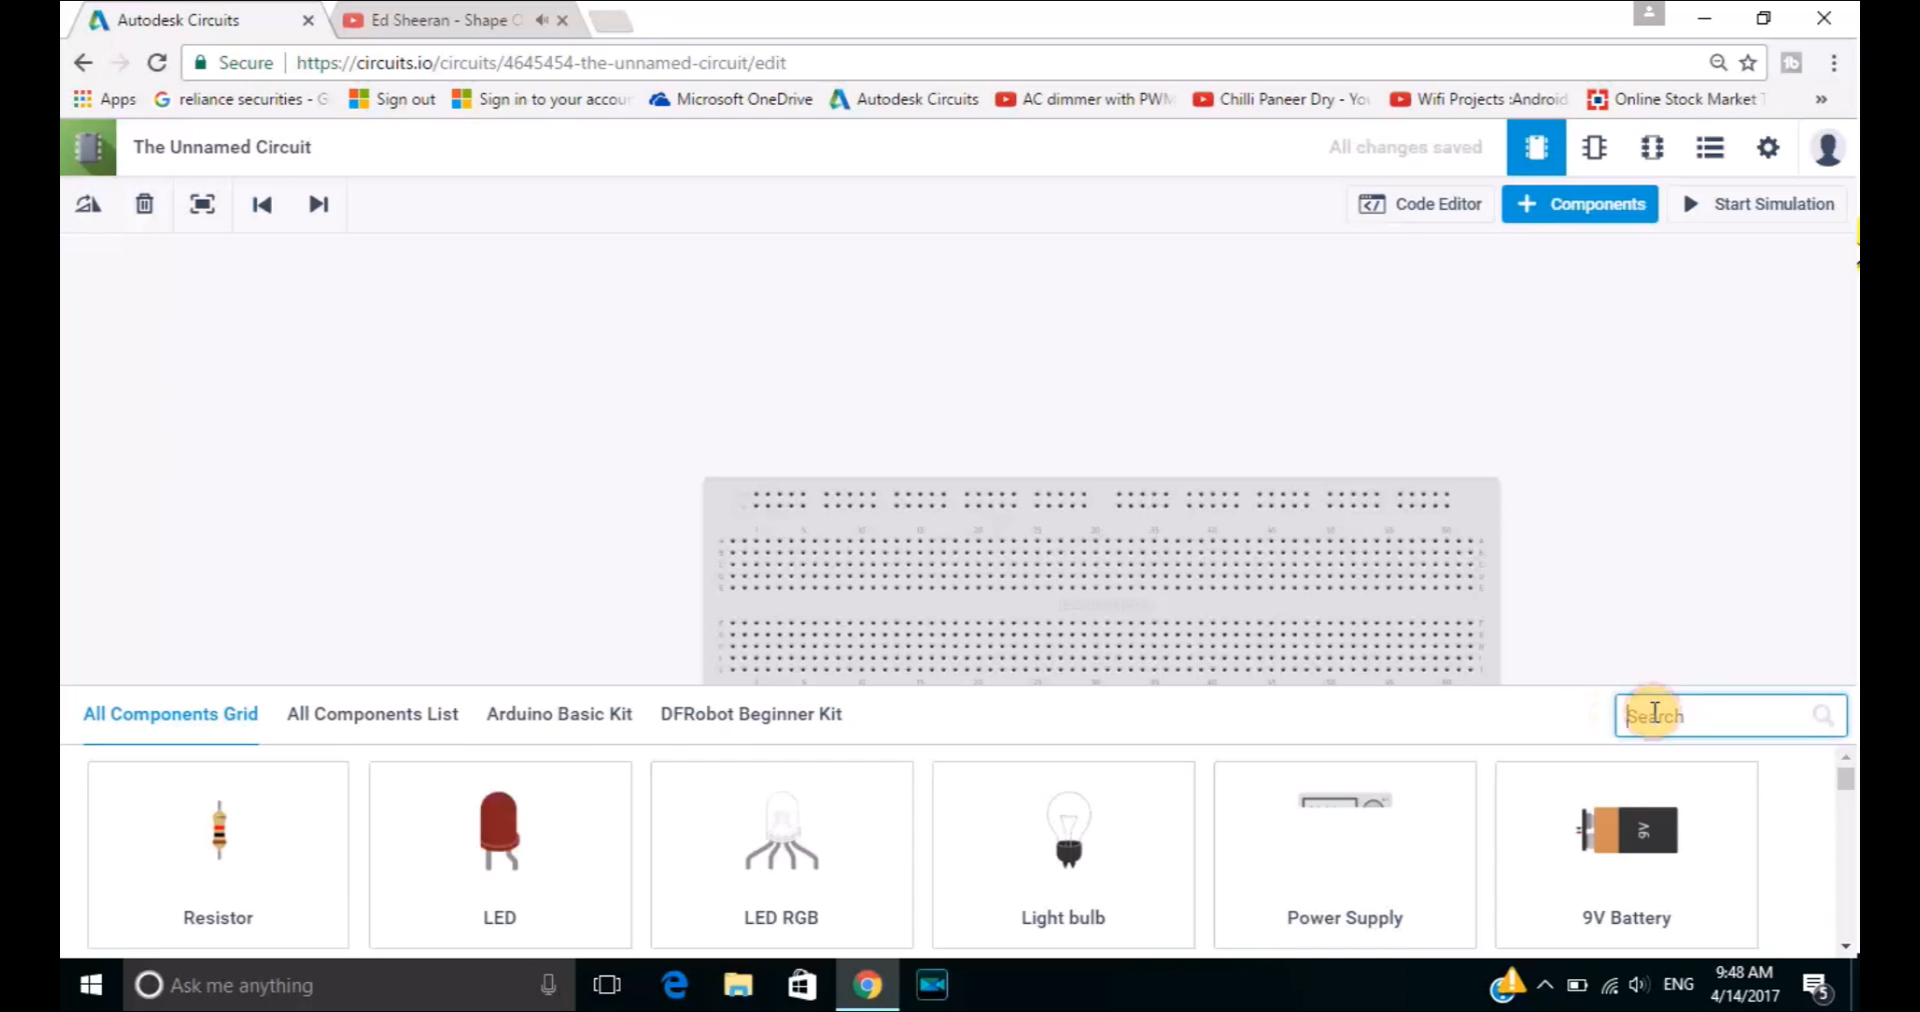 Autodesk Circuits
Ed Sheeran - Shape O
Secure
https://circuits.io/circuits/4645454-the-unnamed-circuit/edit
Apps
reliance securities - G
Sign out
Sign in to your accou
Microsoft OneDrive
Autodesk Circuits
AC dimmer with PWM
Chilli Paneer Dry - You
Wifi Projects :Android
Online Stock Market T
»
The Unnamed Circuit
All changes saved
Code Editor
+ Components
Start Simulation
All Components Grid
All Components List
Arduino Basic Kit
DFRobot Beginner Kit
Search
9V
Resistor
LED
LED RGB
Light bulb
Power Supply
9V Battery
Ask me anything
ENG
9:48 AM
4/14/2017
5